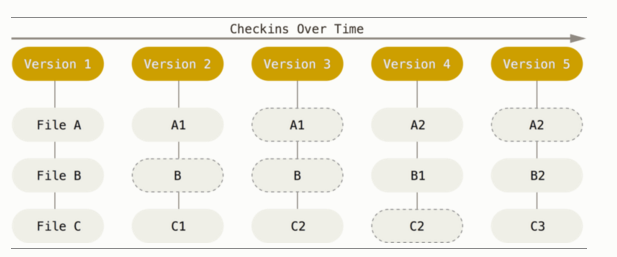 Checkins Over Time
Version 1 Version 2 Version 3 Version 4 Version 5
File A A1 A1 A2 A2
File B B B B1 B2
File C C1 C2 C2 C3